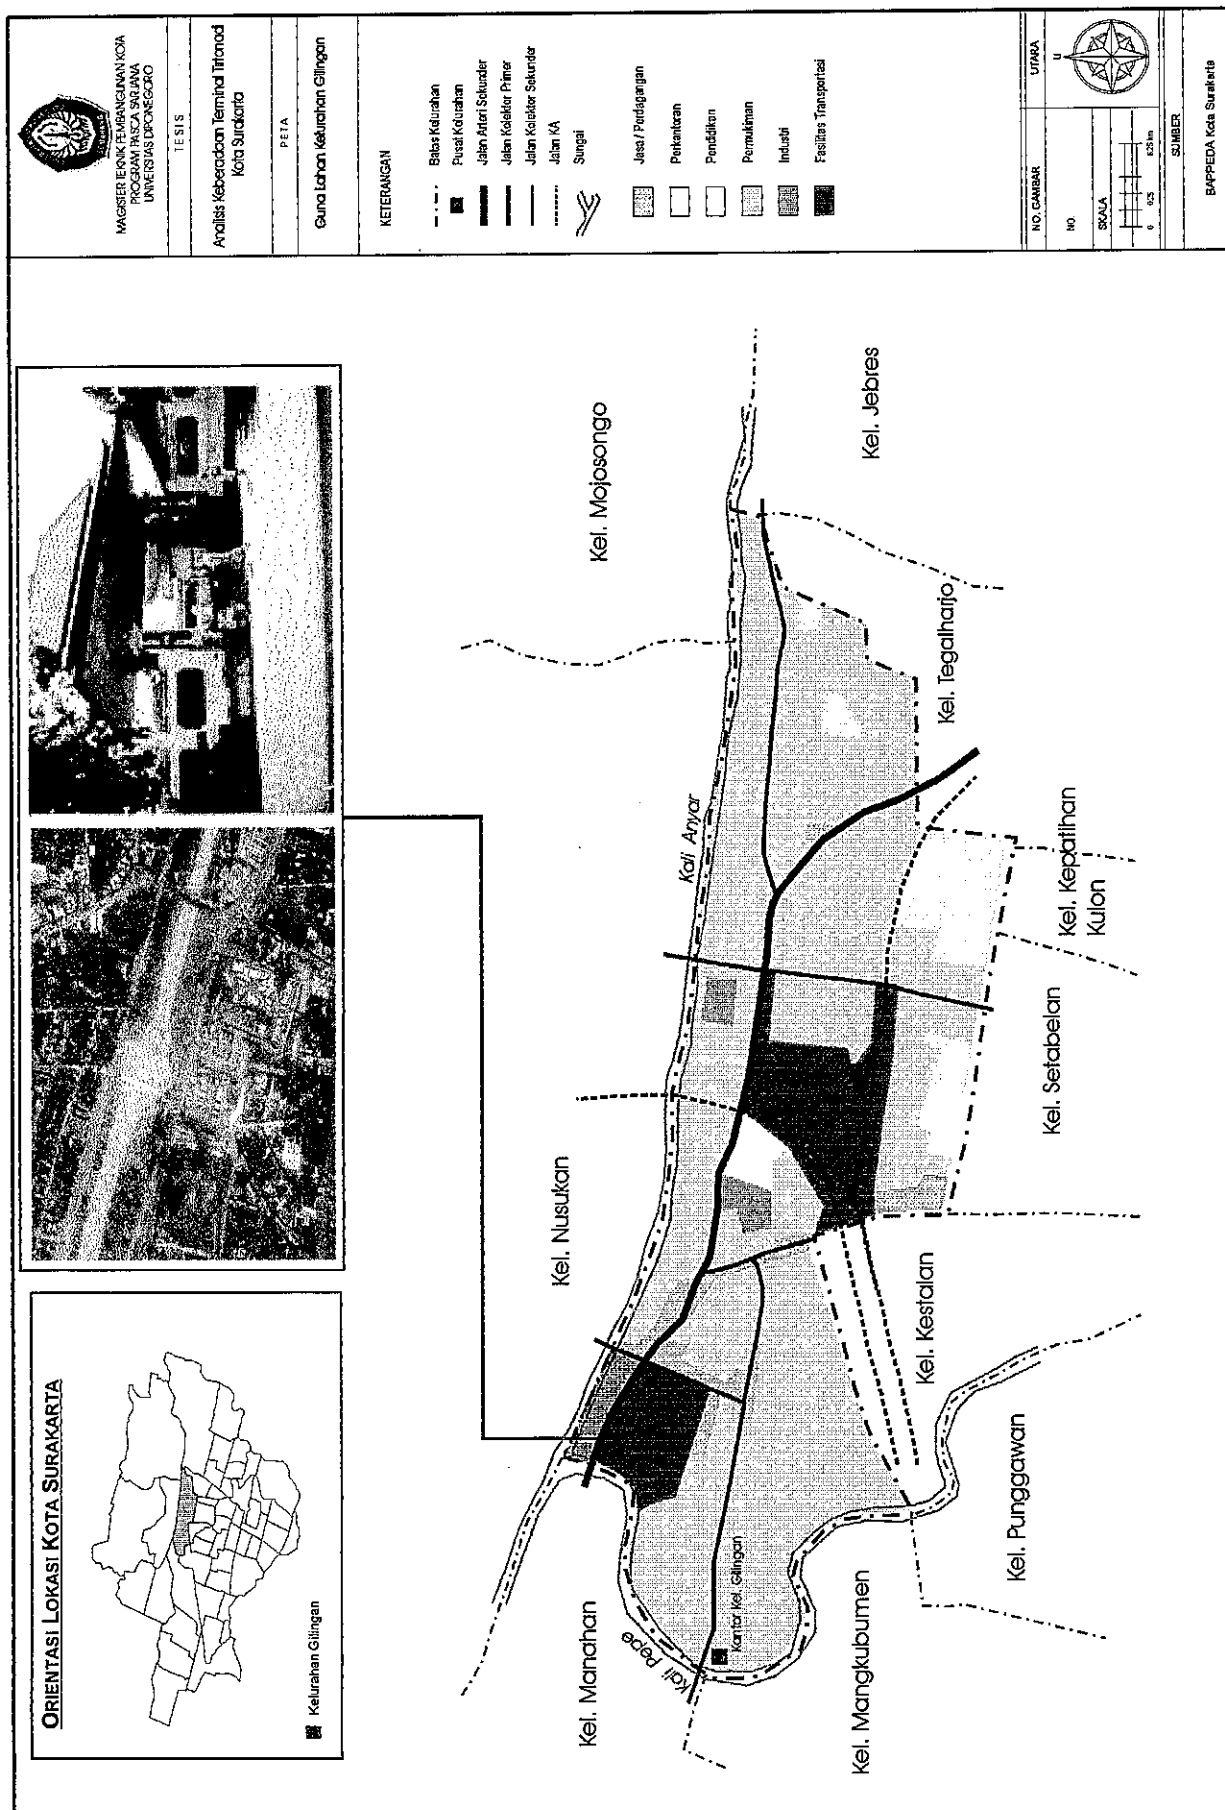 ORIENTASI LOKASI KOTA SURAKARTA
Kelurahan Gilingan
Kel. Manahan
Kel. Nusukan
Kel. Mojosongo
Kali Pepe
Kali Anyar
Kantor Kel. Gilingan
Kel. Mangkubumen
Kel. Punggawan
Kel. Kestalan
Kel. Setabelan
Kel. Kepatihan
Kulon
Kel. Tegalharjo
Kel. Jebres
MAGISTER TEKNIK PEMBANGUNAN KOTA
PROGRAM PASCA SARJANA
UNIVERSITAS DIPONEGORO
TESIS
Analisis Keberadaan Terminal Tirtonadi
Kota Surakarta
PETA
Guna Lahan Kelurahan Gilingan
KETERANGAN
Batas Kelurahan
Pusat Kelurahan
Jalan Arteri Sekunder
Jalan Kolektor Primer
Jalan Kolektor Sekunder
Jalan KA
Sungai
Jasa / Perdagangan
Perkantoran
Pendidikan
Permukiman
Industri
Fasilitas Transportasi
NO. GAMBAR
UTARA
NO.
U
SKALA
0
SUMBER
BAPPEDA Kota Surakarta